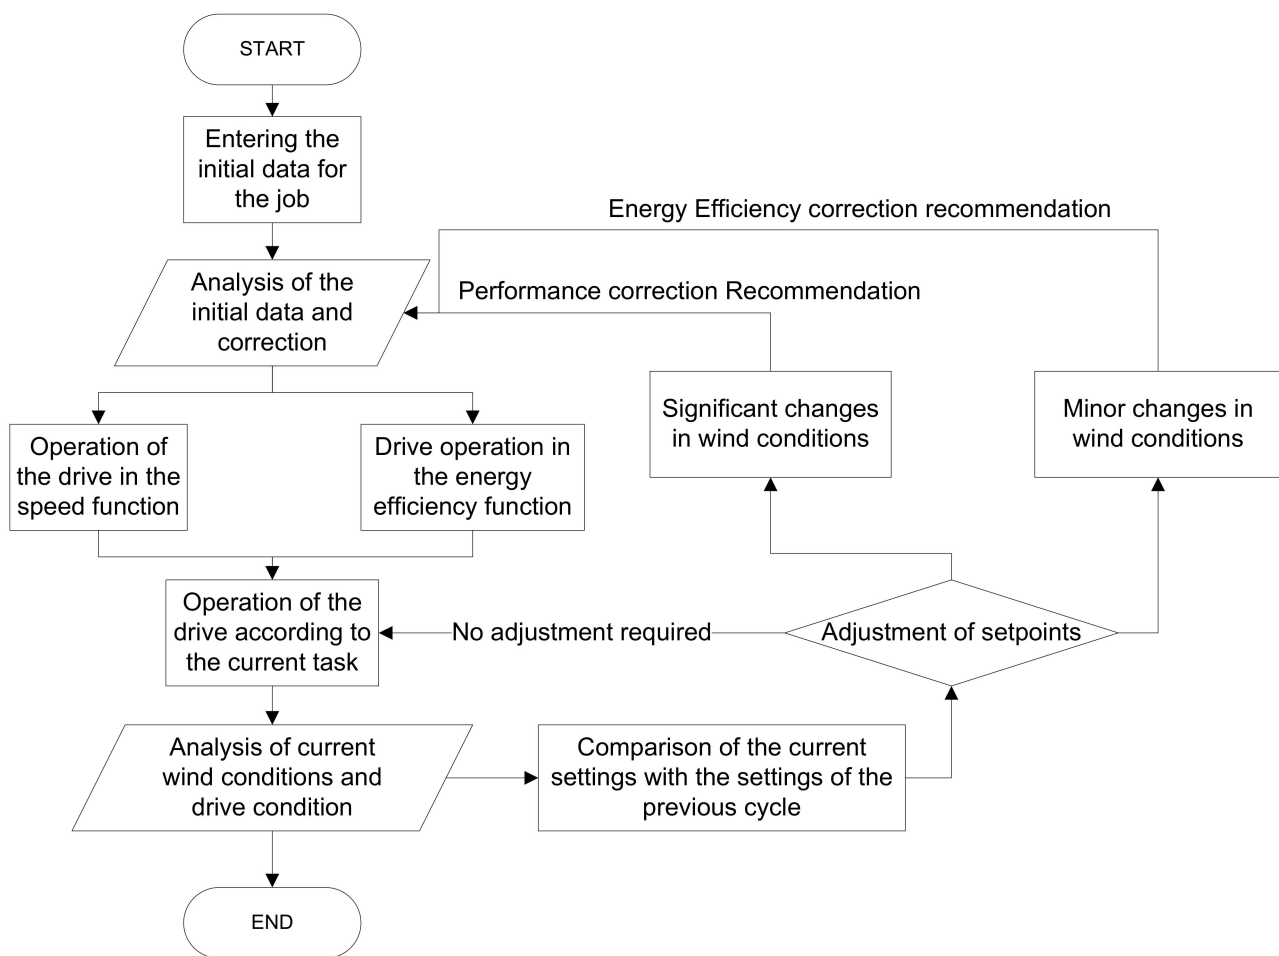 START
Entering the
initial data for
the job
Energy Efficiency correction recommendation
Analysis of the
initial data and
correction
Performance correction Recommendation
Operation of
the drive in the
speed function
Drive operation in
the energy
efficiency function
Significant changes
in wind conditions
Minor changes in
wind conditions
Operation of the
drive according to
the current task
No adjustment required
Adjustment of setpoints
Analysis of current
wind conditions and
drive condition
Comparison of the current
settings with the settings of the
previous cycle
END